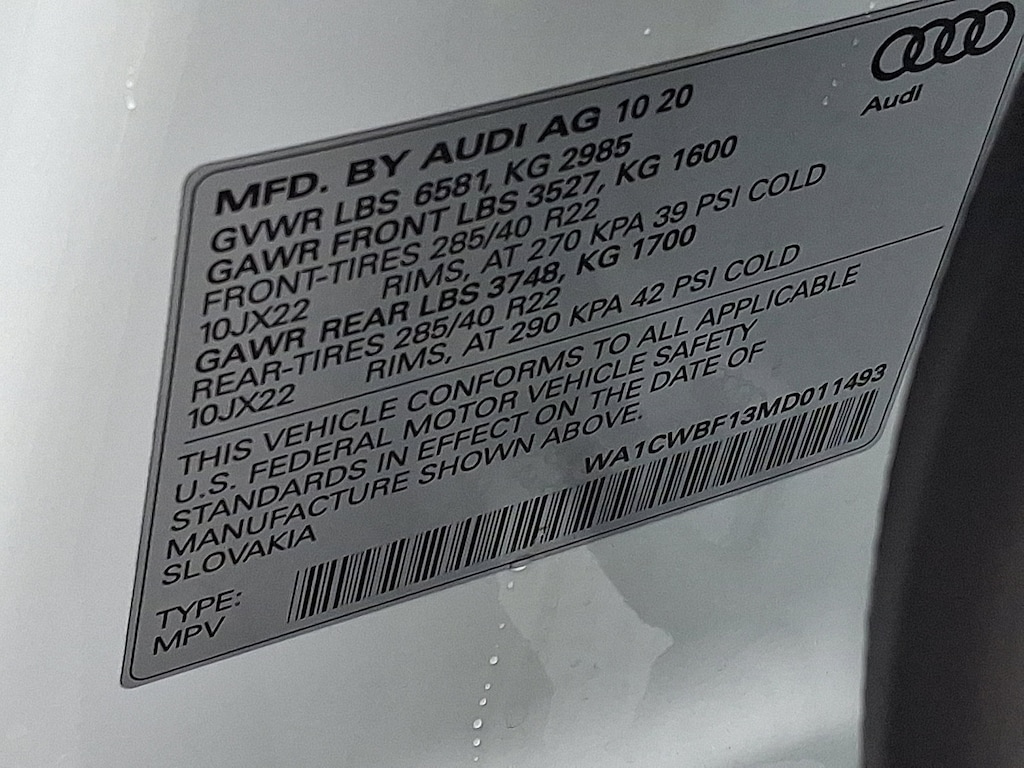 Audi
MFD. BY AUDI AG 10 20
GVWR LBS 6581, KG 2985
GAWR FRONT LBS 3527, KG 1600
FRONT-TIRES 285/40 R22
10JX22 RIMS, AT 270 KPA 39 PSI COLD
GAWR REAR LBS 3748, KG 1700
REAR-TIRES 285/40 R22
10JX22 RIMS, AT 290 KPA 42 PSI COLD
THIS VEHICLE CONFORMS TO ALL APPLICABLE
U.S. FEDERAL MOTOR VEHICLE SAFETY
STANDARDS IN EFFECT ON THE DATE OF
MANUFACTURE SHOWN ABOVE.
SLOVAKIA
WA1CWBF13MD011493
TYPE:
MPV